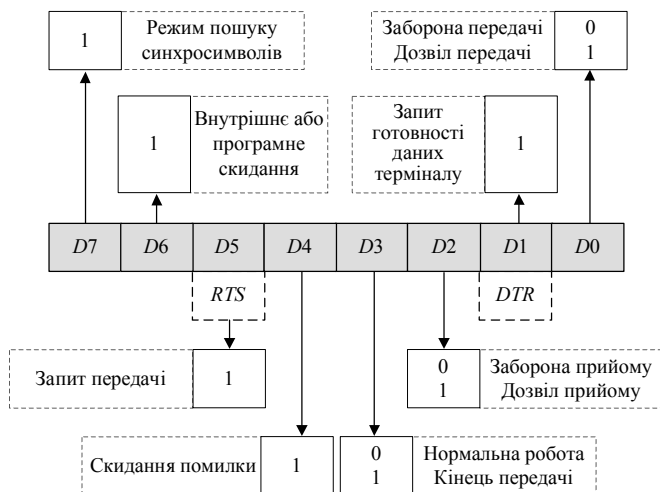 1
Режим пошуку
синхросимволів
Заборона передачі
Дозвіл передачі
0
1
1
Внутрішнє або
програмне
скидання
Запит
готовності
даних
терміналу
1
D7 D6 D5 D4 D3 D2 D1 D0
RTS
DTR
Запит передачі
1
0
1
Заборона прийому
Дозвіл прийому
Скидання помилки
1
0
1
Нормальна робота
Кінець передачі